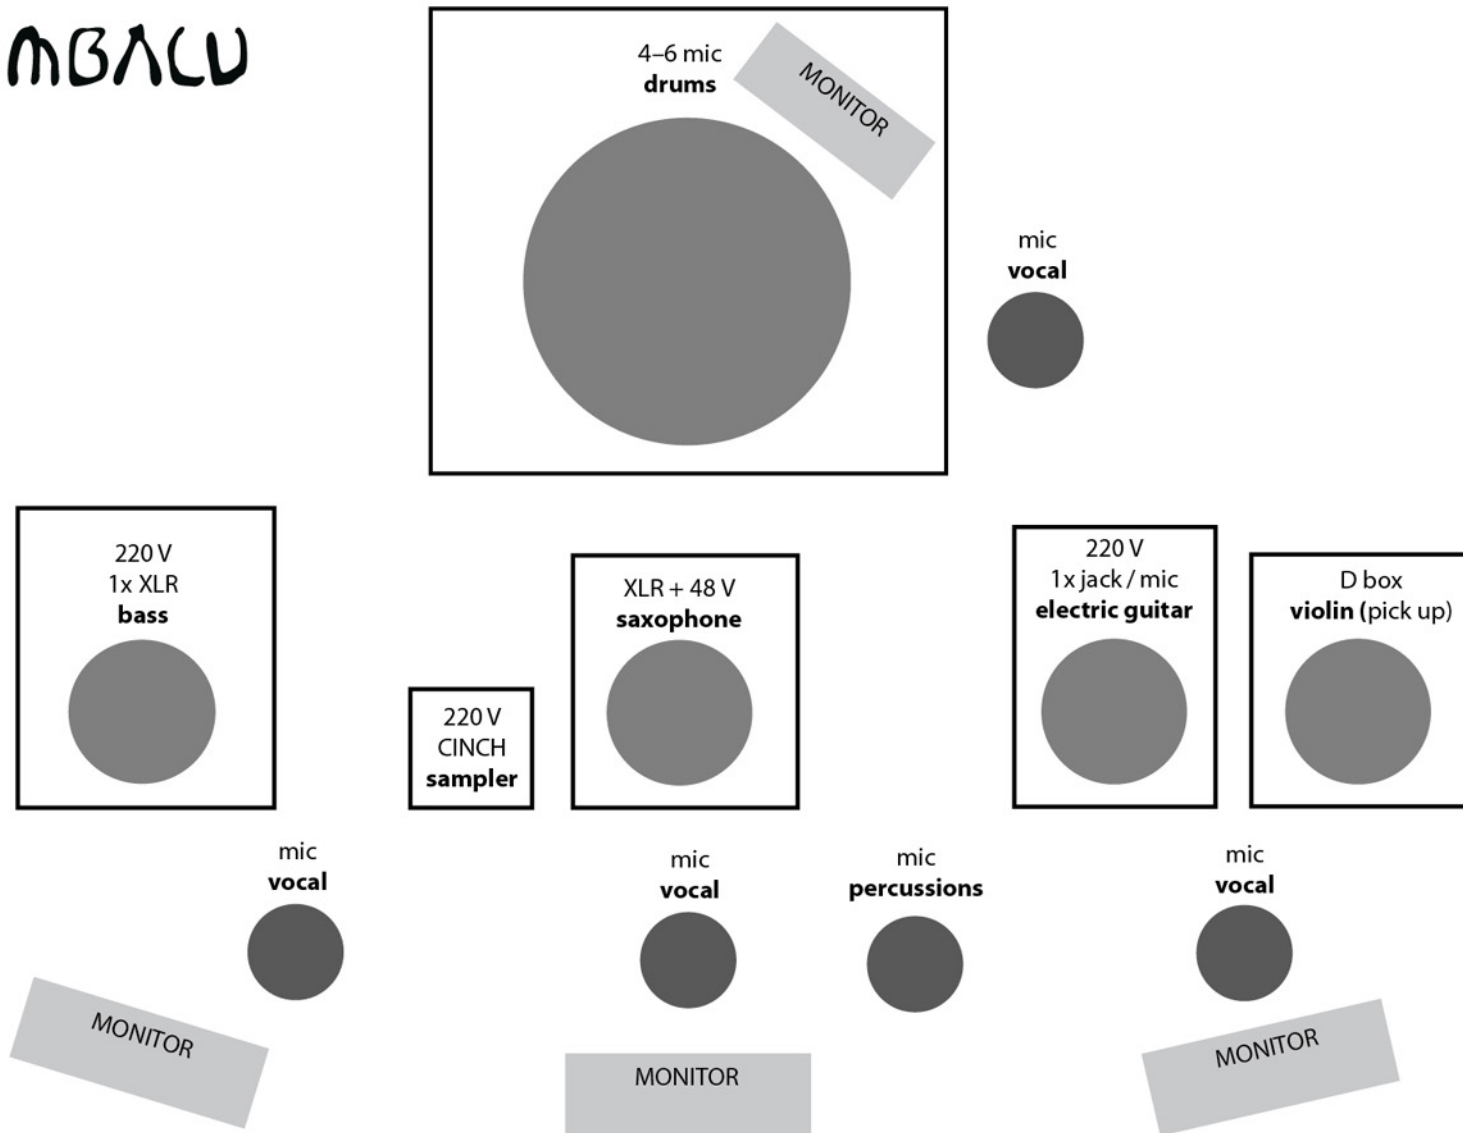 MBACU
4–6 mic
drums
MONITOR
mic
vocal
220 V
1x XLR
bass
220 V
CINCH
sampler
XLR + 48 V
saxophone
220 V
1x jack / mic
electric guitar
D box
violin (pick up)
mic
vocal
mic
vocal
mic
percussions
mic
vocal
MONITOR
MONITOR
MONITOR